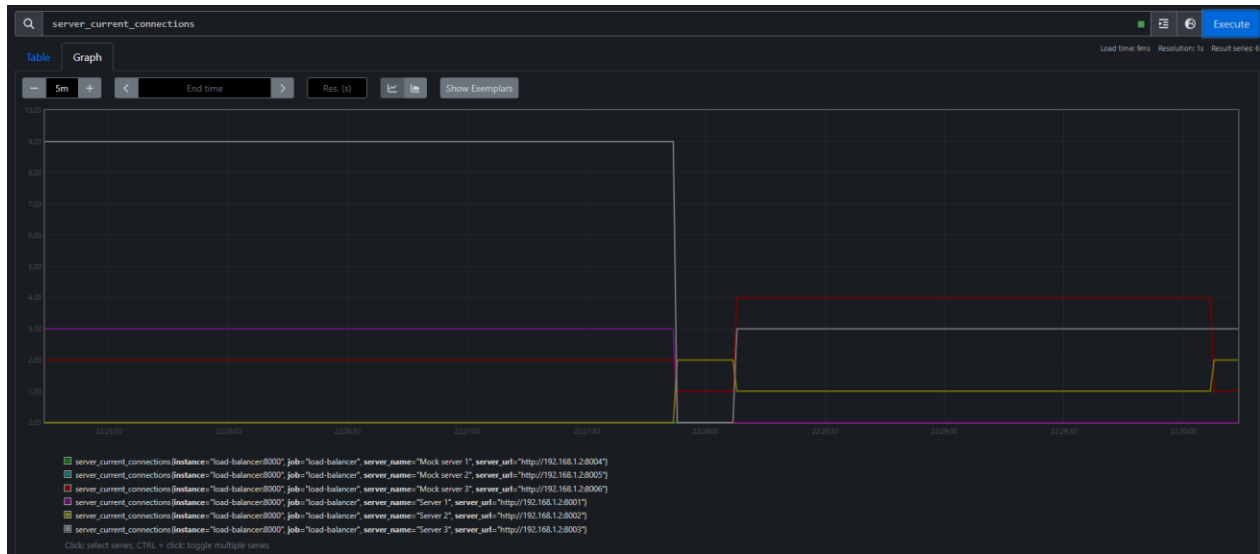 server_current_connections
Execute
Load time: 9ms Resolution: 1s Result series: 6
Table Graph
5m End time Res. (s) Show Exemplars
10.00
9.00
8.00
7.00
6.00
5.00
4.00
3.00
2.00
1.00
0.00
22:25:30 22:26:00 22:26:30 22:27:00 22:27:30 22:28:00 22:28:30 22:29:00 22:29:30 22:30:00
server_current_connections{instance="load-balancer:8000", job="load-balancer", server_name="Mock server 1", server_url="http://192.168.1.2:8004"}
server_current_connections{instance="load-balancer:8000", job="load-balancer", server_name="Mock server 2", server_url="http://192.168.1.2:8005"}
server_current_connections{instance="load-balancer:8000", job="load-balancer", server_name="Mock server 3", server_url="http://192.168.1.2:8006"}
server_current_connections{instance="load-balancer:8000", job="load-balancer", server_name="Server 1", server_url="http://192.168.1.2:8001"}
server_current_connections{instance="load-balancer:8000", job="load-balancer", server_name="Server 2", server_url="http://192.168.1.2:8002"}
server_current_connections{instance="load-balancer:8000", job="load-balancer", server_name="Server 3", server_url="http://192.168.1.2:8003"}
Click: select series, CTRL + click: toggle multiple series